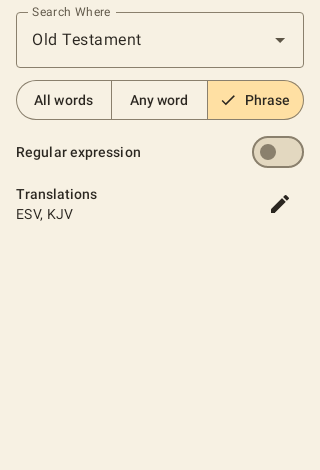 Search Where
Old Testament
All words
Any word
Phrase
Regular expression
Translations
ESV, KJV